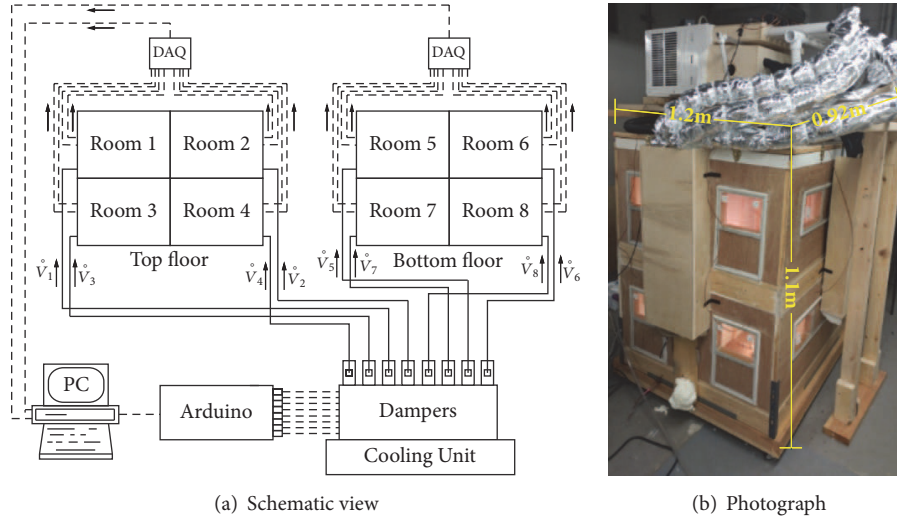 DAQ
DAQ
Room 1
Room 2
Room 5
Room 6
Room 3
Room 4
Room 7
Room 8
Top floor
Bottom floor
V̊1
V̊3
V̊4
V̊2
V̊5
V̊7
V̊8
V̊6
PC
Arduino
Dampers
Cooling Unit
(a) Schematic view
1.2m
0.92m
1.1m
(b) Photograph